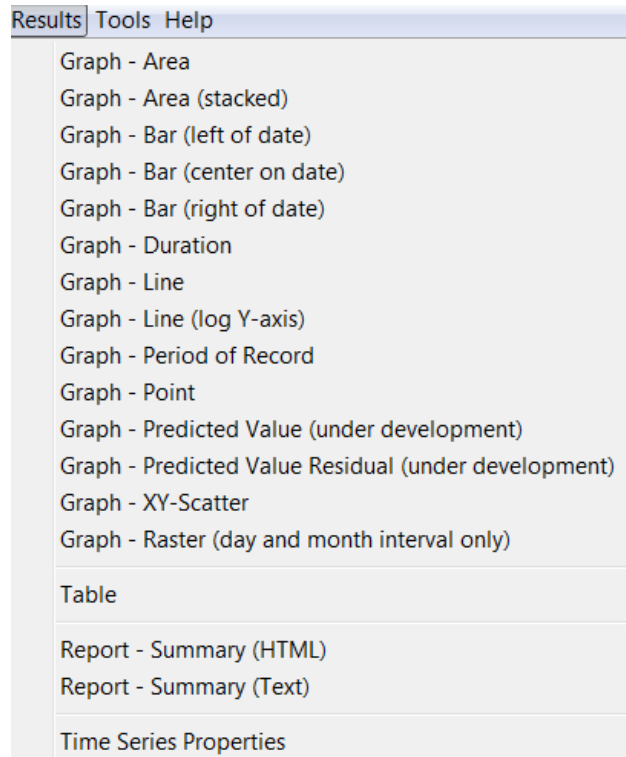 Results Tools Help
Graph - Area
Graph - Area (stacked)
Graph - Bar (left of date)
Graph - Bar (center on date)
Graph - Bar (right of date)
Graph - Duration
Graph - Line
Graph - Line (log Y-axis)
Graph - Period of Record
Graph - Point
Graph - Predicted Value (under development)
Graph - Predicted Value Residual (under development)
Graph - XY-Scatter
Graph - Raster (day and month interval only)
Table
Report - Summary (HTML)
Report - Summary (Text)
Time Series Properties